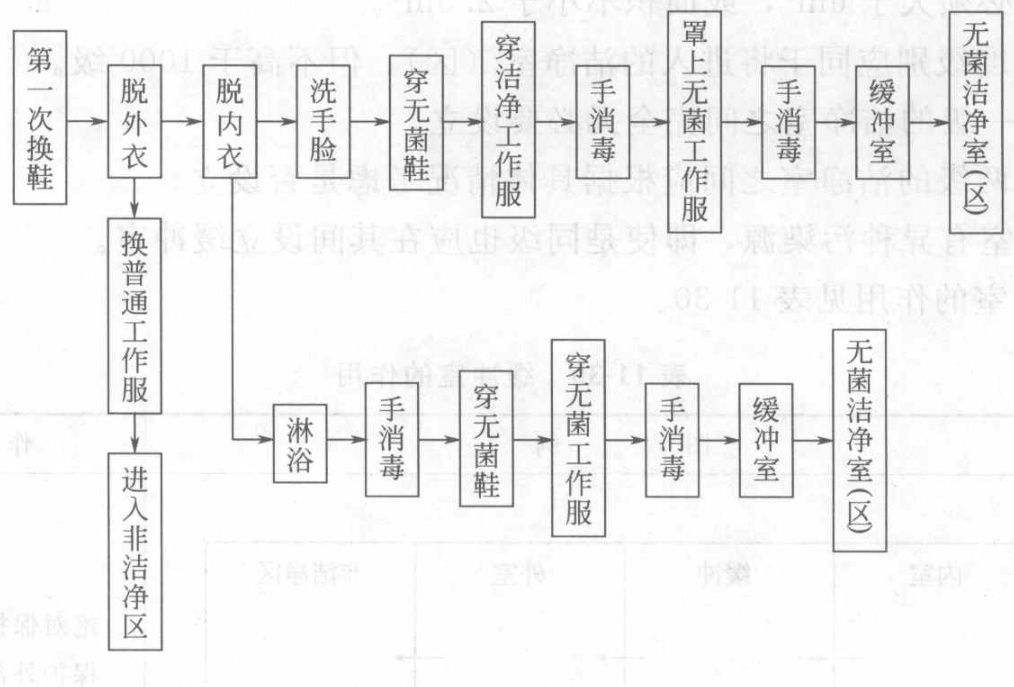 第一次换鞋
脱外衣
脱内衣
洗手脸
穿无菌鞋
穿洁净工作服
手消毒
罩上无菌工作服
手消毒
缓冲室
无菌洁净室(区)
换普通工作服
进入非洁净区
淋浴
手消毒
穿无菌鞋
穿无菌工作服
手消毒
缓冲室
无菌洁净室(区)